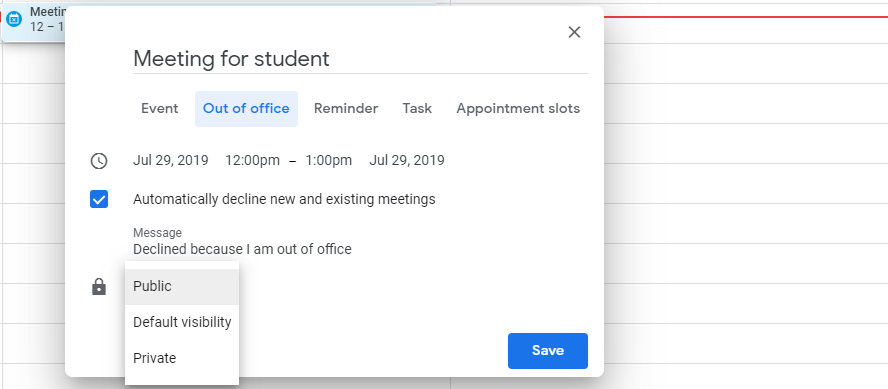 Meetin
12 – 1
Meeting for student
Event Out of office Reminder Task Appointment slots
Jul 29, 2019 12:00pm – 1:00pm Jul 29, 2019
Automatically decline new and existing meetings
Message
Declined because I am out of office
Public
Default visibility
Private
Save